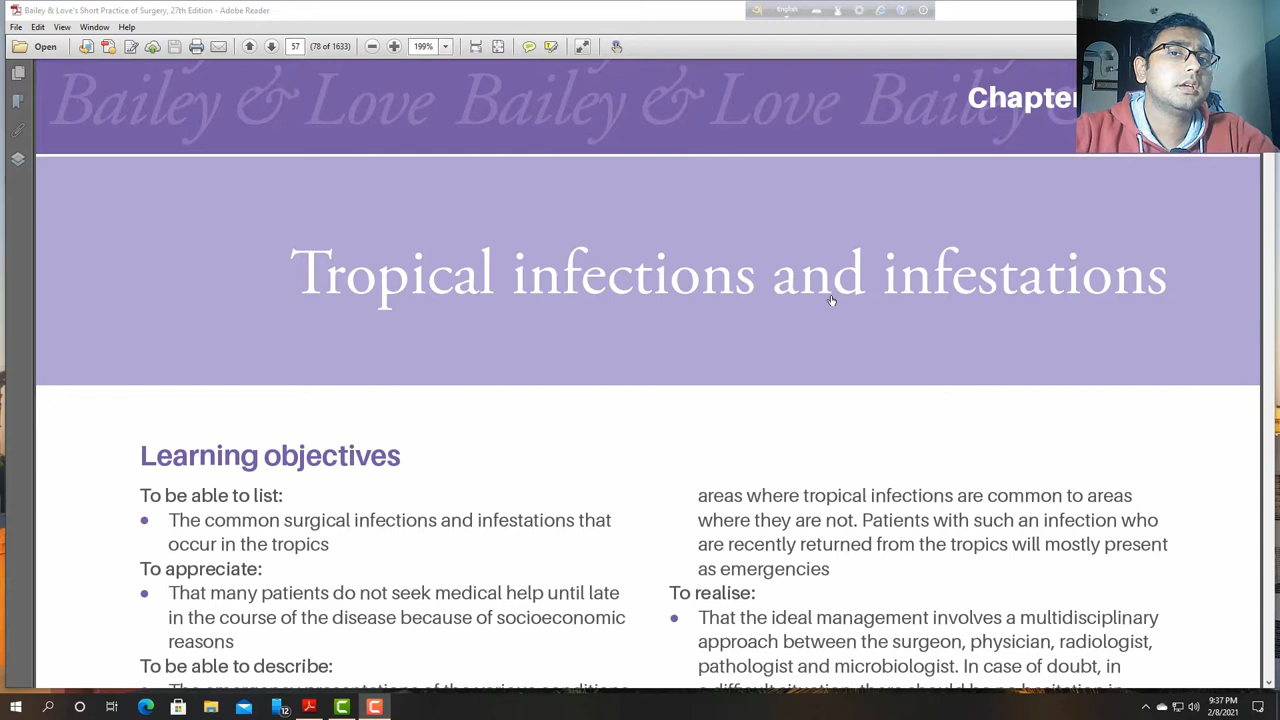 Bailey & Love's Short Practice of Surgery, 27th Edition - Adobe Reader
English
File Edit View Window Help
Open
57 (78 of 1633)
199%
Bailey & Love Bailey & Love Bailey &
Chapter
Tropical infections and infestations
Learning objectives
To be able to list:
• The common surgical infections and infestations that
occur in the tropics
To appreciate:
• That many patients do not seek medical help until late
in the course of the disease because of socioeconomic
reasons
To be able to describe:
areas where tropical infections are common to areas
where they are not. Patients with such an infection who
are recently returned from the tropics will mostly present
as emergencies
To realise:
• That the ideal management involves a multidisciplinary
approach between the surgeon, physician, radiologist,
pathologist and microbiologist. In case of doubt, in
12
9:37 PM
2/8/2021